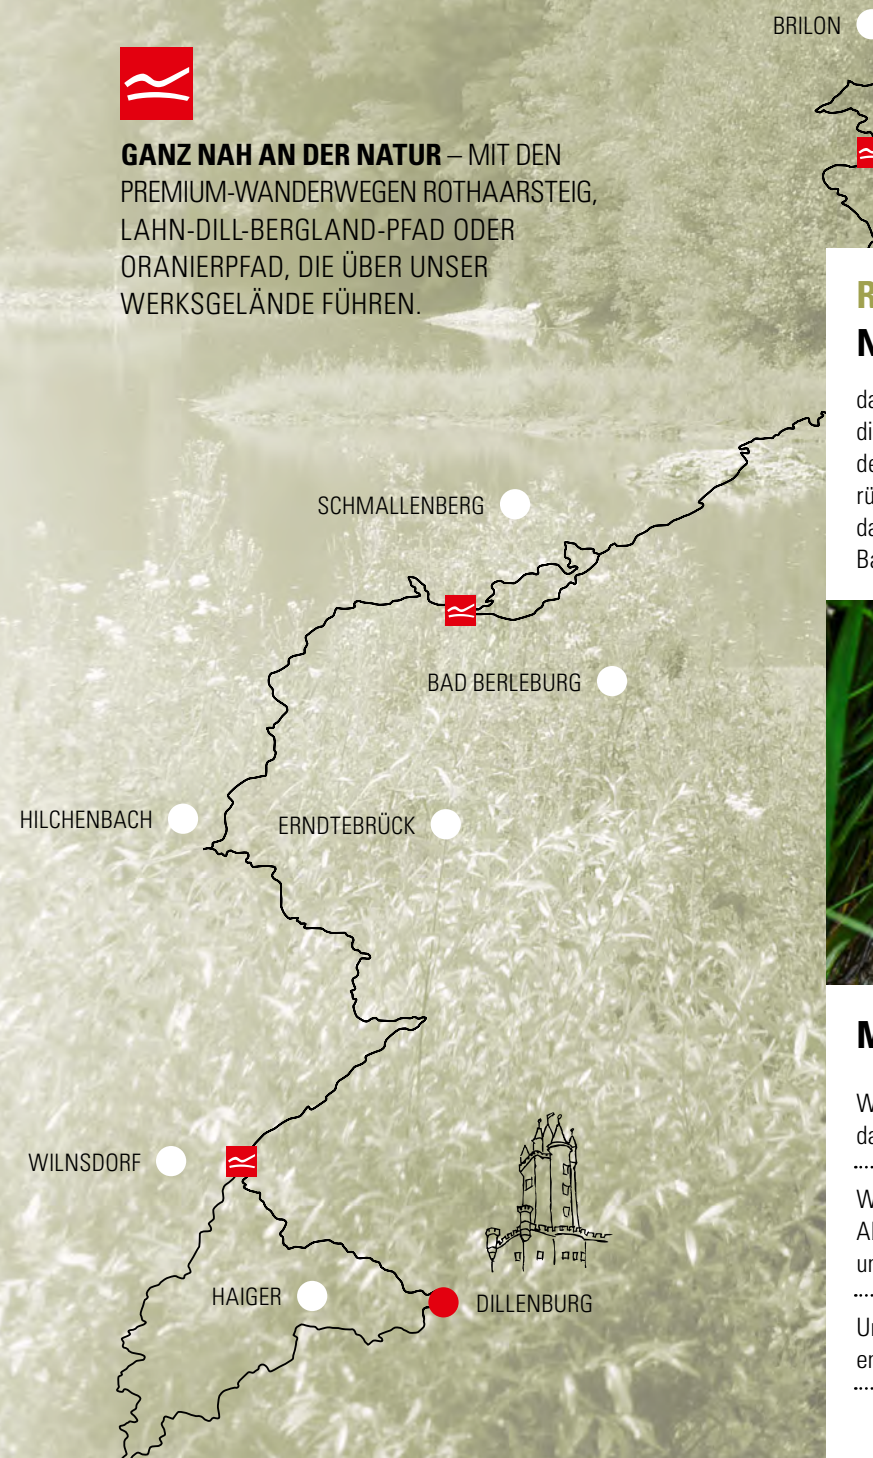 BRILON
GANZ NAH AN DER NATUR – MIT DEN
PREMIUM-WANDERWEGEN ROTHAARSTEIG,
LAHN-DILL-BERGLAND-PFAD ODER
ORANIERPFAD, DIE ÜBER UNSER
WERKSGELÄNDE FÜHREN.
SCHMALLENBERG
BAD BERLEBURG
HILCHENBACH
ERNDTEBRÜCK
WILNSDORF
HAIGER
DILLENBURG